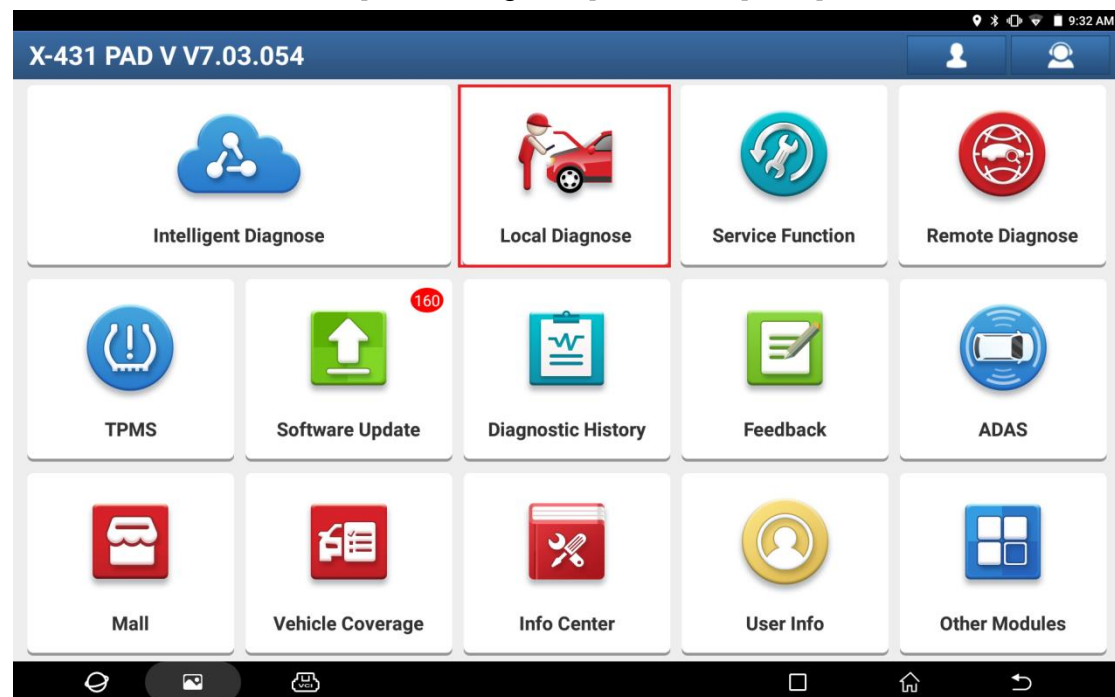 9:32 AM
X-431 PAD V V7.03.054
Intelligent Diagnose
Local Diagnose
Service Function
Remote Diagnose
160
TPMS
Software Update
Diagnostic History
Feedback
ADAS
Mall
Vehicle Coverage
Info Center
User Info
Other Modules
VCI